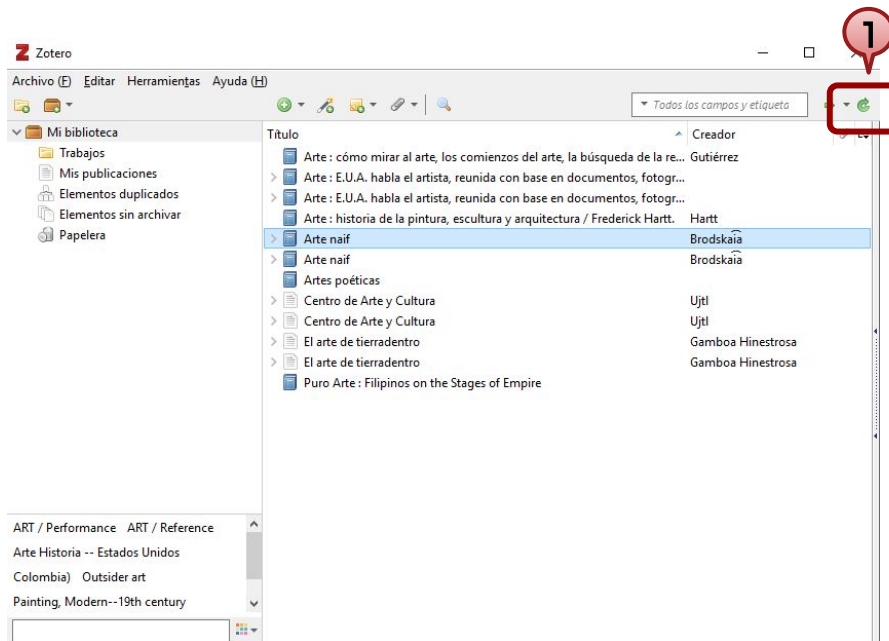 1
Zotero
Archivo (F) Editar Herramientas Ayuda (H)
Todos los campos y etiqueta
Mi biblioteca
Trabajos
Mis publicaciones
Elementos duplicados
Elementos sin archivar
Papelera
Título Creador
Arte : cómo mirar al arte, los comienzos del arte, la búsqueda de la re... Gutiérrez
Arte : E.U.A. habla el artista, reunida con base en documentos, fotogr...
Arte : E.U.A. habla el artista, reunida con base en documentos, fotogr...
Arte : historia de la pintura, escultura y arquitectura / Frederick Hartt. Hartt
Arte naif Brodskai͡a
Arte naif Brodskai͡a
Artes poéticas
Centro de Arte y Cultura Ujtl
Centro de Arte y Cultura Ujtl
El arte de tierradentro Gamboa Hinestrosa
El arte de tierradentro Gamboa Hinestrosa
Puro Arte : Filipinos on the Stages of Empire
ART / Performance ART / Reference
Arte Historia -- Estados Unidos
Colombia) Outsider art
Painting, Modern--19th century